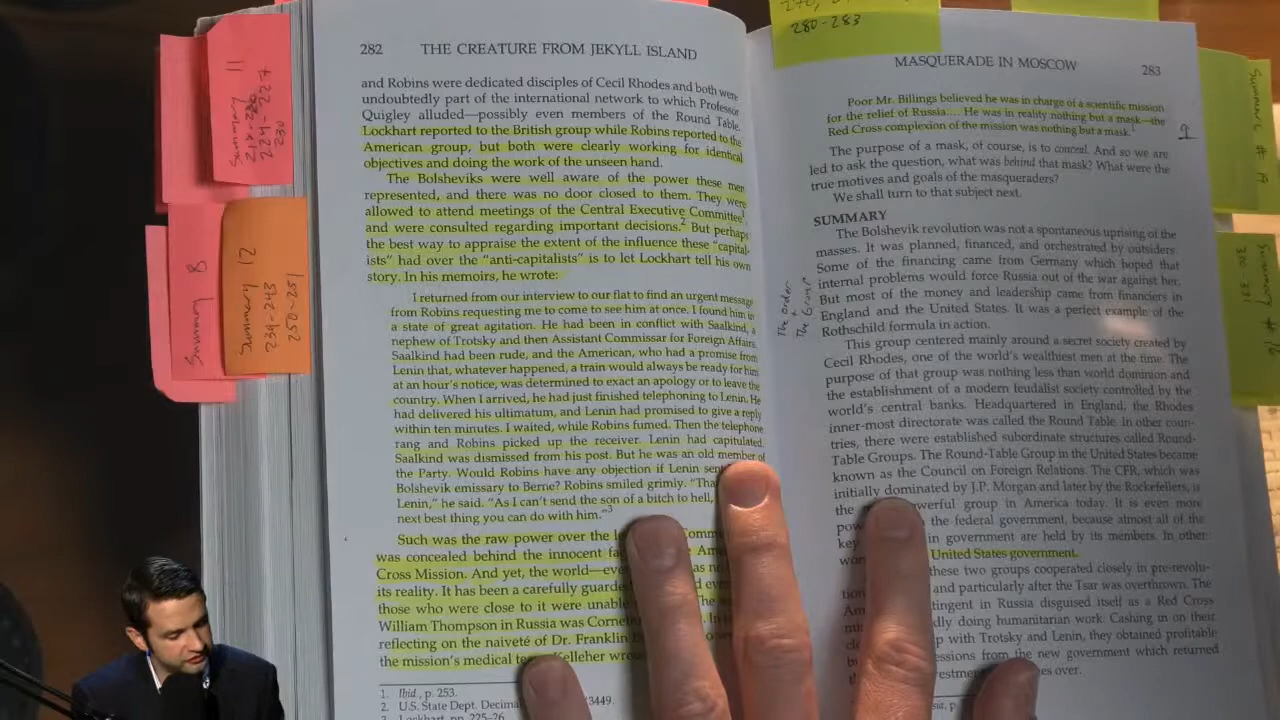 270,
280-283
282 THE CREATURE FROM JEKYLL ISLAND
and Robins were dedicated disciples of Cecil Rhodes and both were
undoubtedly part of the international network to which Professor
Quigley alluded—possibly even members of the Round Table.
Lockhart reported to the British group while Robins reported to the
American group, but both were clearly working for identical
objectives and doing the work of the unseen hand.
The Bolsheviks were well aware of the power these men
represented, and there was no door closed to them. They were
allowed to attend meetings of the Central Executive Committee1,
and were consulted regarding important decisions.2 But perhaps
the best way to appraise the extent of the influence these "capital-
ists" had over the "anti-capitalists" is to let Lockhart tell his own
story. In his memoirs, he wrote:
I returned from our interview to our flat to find an urgent message
from Robins requesting me to come to see him at once. I found him in
a state of great agitation. He had been in conflict with Saalkind, a
nephew of Trotsky and then Assistant Commissar for Foreign Affairs.
Saalkind had been rude, and the American, who had a promise from
Lenin that, whatever happened, a train would always be ready for him
at an hour's notice, was determined to exact an apology or to leave the
country. When I arrived, he had just finished telephoning to Lenin. He
had delivered his ultimatum, and Lenin had promised to give a reply
within ten minutes. I waited, while Robins fumed. Then the telephone
rang and Robins picked up the receiver. Lenin had capitulated.
Saalkind was dismissed from his post. But he was an old member of
the Party. Would Robins have any objection if Lenin sent
Bolshevik emissary to Berne? Robins smiled grimly.
Lenin," he said. "As I can't send the son of a bitch to hell,
next best thing you can do with him."3
Such was the raw power over the
was concealed behind the innocent
Cross Mission. And yet, the world—
its reality. It has been a carefully
those who were close to it were unable
William Thompson in Russia was
reflecting on the naiveté of Dr. Franklin
the mission's medical Kelleher
1. Ibid., p. 253.
2. U.S. State Dept. 3449.
3. Lockhart, pp. 225-26
MASQUERADE IN MOSCOW 283
Poor Mr. Billings believed he was in charge of a scientific mission
for the relief of Russia.... He was in reality nothing but a mask—the
Red Cross complexion of the mission was nothing but a mask.1
The purpose of a mask, of course, is to conceal. And so we are
led to ask the question, what was behind that mask? What were the
true motives and goals of the masqueraders?
We shall turn to that subject next.
SUMMARY
The Bolshevik revolution was not a spontaneous uprising of the
masses. It was planned, financed, and orchestrated by outsiders.
Some of the financing came from Germany which hoped that
internal problems would force Russia out of the war against her.
But most of the money and leadership came from financiers in
England and the United States. It was a perfect example of the
Rothschild formula in action.
This group centered mainly around a secret society created by
Cecil Rhodes, one of the world's wealthiest men at the time. The
purpose of that group was nothing less than world dominion and
the establishment of a modern feudalist society controlled by the
world's central banks. Headquartered in England, the Rhodes
inner-most directorate was called the Round Table. In other coun-
tries, there were established subordinate structures called Round-
Table Groups. The Round-Table Group in the United States became
known as the Council on Foreign Relations. The CFR, which was
initially dominated by J.P. Morgan and later by the Rockefellers, is
the powerful group in America today. It is even more
the federal government, because almost all of the
key in government are held by its members. In other
United States government.
these two groups cooperated closely in pre-revolu-
and particularly after the Tsar was overthrown. The
in Russia disguised itself as a Red Cross
doing humanitarian work. Cashing in on their
with Trotsky and Lenin, they obtained profitable
from the new government which returned
over.
The order
The Group
Summary
11
Summary 8
Summary 12
234-245